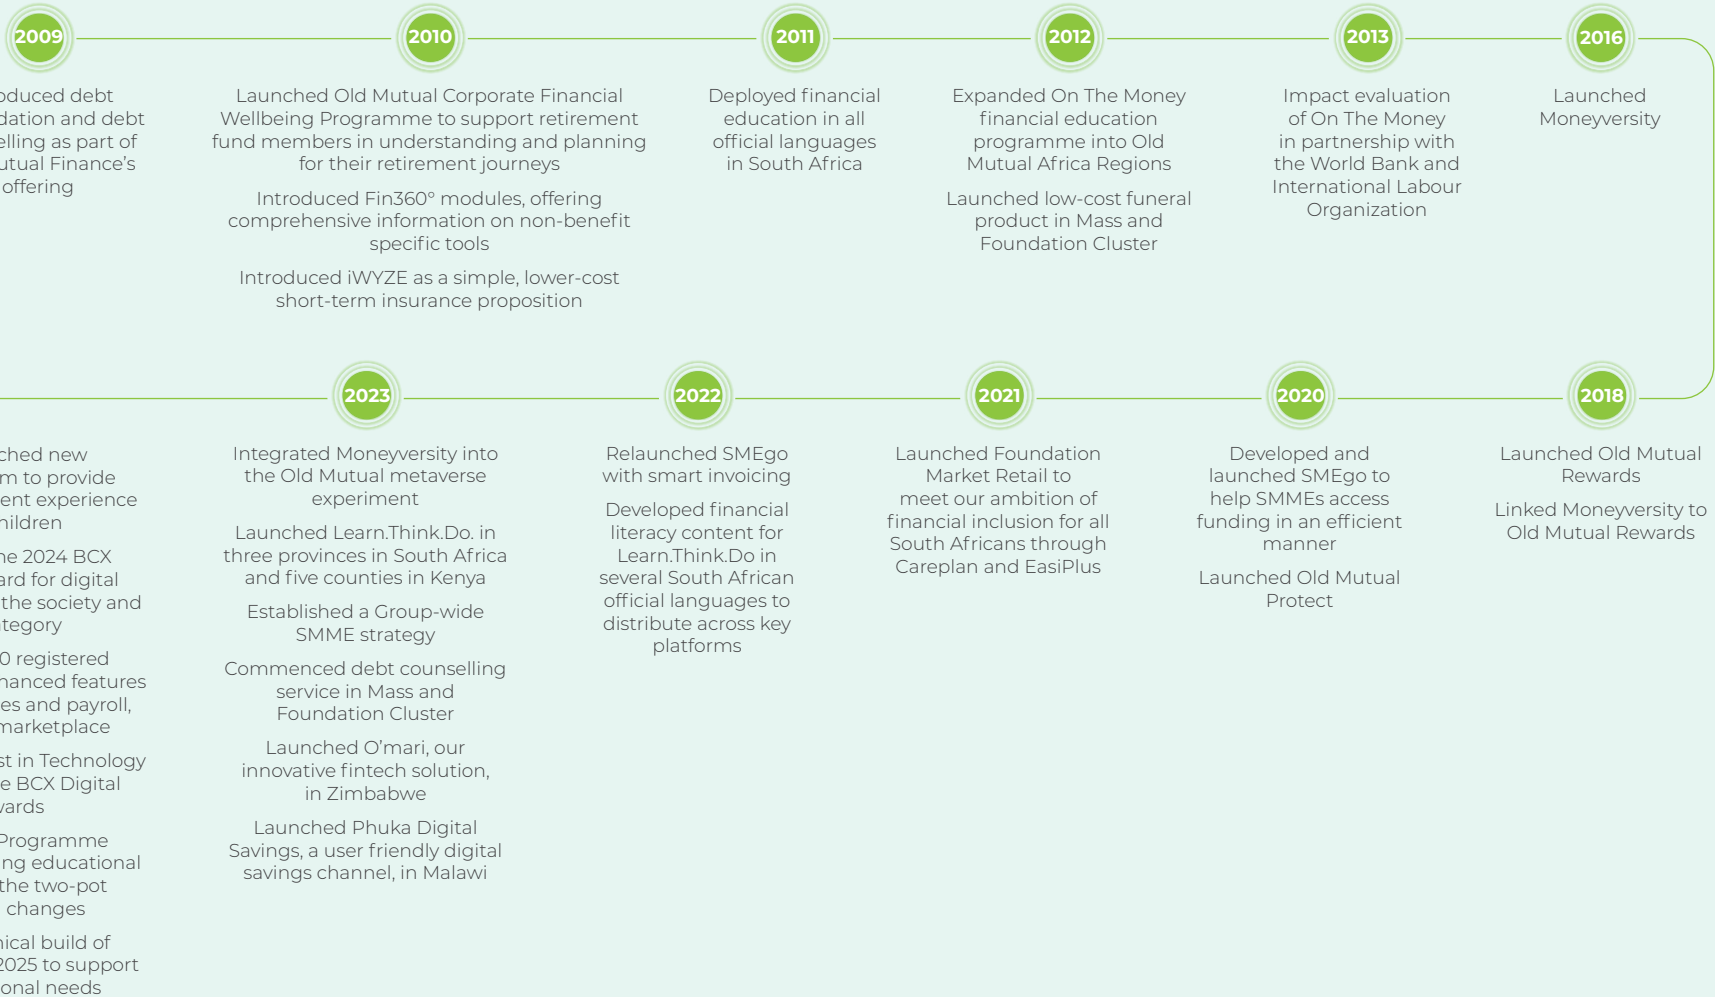 2009
oduced debt
dation and debt
elling as part of
utual Finance's
offering
2010
Launched Old Mutual Corporate Financial
Wellbeing Programme to support retirement
fund members in understanding and planning
for their retirement journeys
Introduced Fin360° modules, offering
comprehensive information on non-benefit
specific tools
Introduced iWYZE as a simple, lower-cost
short-term insurance proposition
2011
Deployed financial
education in all
official languages
in South Africa
2012
Expanded On The Money
financial education
programme into Old
Mutual Africa Regions
Launched low-cost funeral
product in Mass and
Foundation Cluster
2013
Impact evaluation
of On The Money
in partnership with
the World Bank and
International Labour
Organization
2016
Launched
Moneyversity
2018
Launched Old Mutual
Rewards
Linked Moneyversity to
Old Mutual Rewards
2020
Developed and
launched SMEgo to
help SMMEs access
funding in an efficient
manner
Launched Old Mutual
Protect
2021
Launched Foundation
Market Retail to
meet our ambition of
financial inclusion for all
South Africans through
Careplan and EasiPlus
2022
Relaunched SMEgo
with smart invoicing
Developed financial
literacy content for
Learn.Think.Do in
several South African
official languages to
distribute across key
platforms
2023
Integrated Moneyversity into
the Old Mutual metaverse
experiment
Launched Learn.Think.Do. in
three provinces in South Africa
and five counties in Kenya
Established a Group-wide
SMME strategy
Commenced debt counselling
service in Mass and
Foundation Cluster
Launched O'mari, our
innovative fintech solution,
in Zimbabwe
Launched Phuka Digital
Savings, a user friendly digital
savings channel, in Malawi
ched new
m to provide
ent experience
hildren
he 2024 BCX
ard for digital
the society and
ategory
0 registered
hanced features
es and payroll,
marketplace
st in Technology
e BCX Digital
wards
Programme
ing educational
the two-pot
changes
nical build of
2025 to support
ional needs